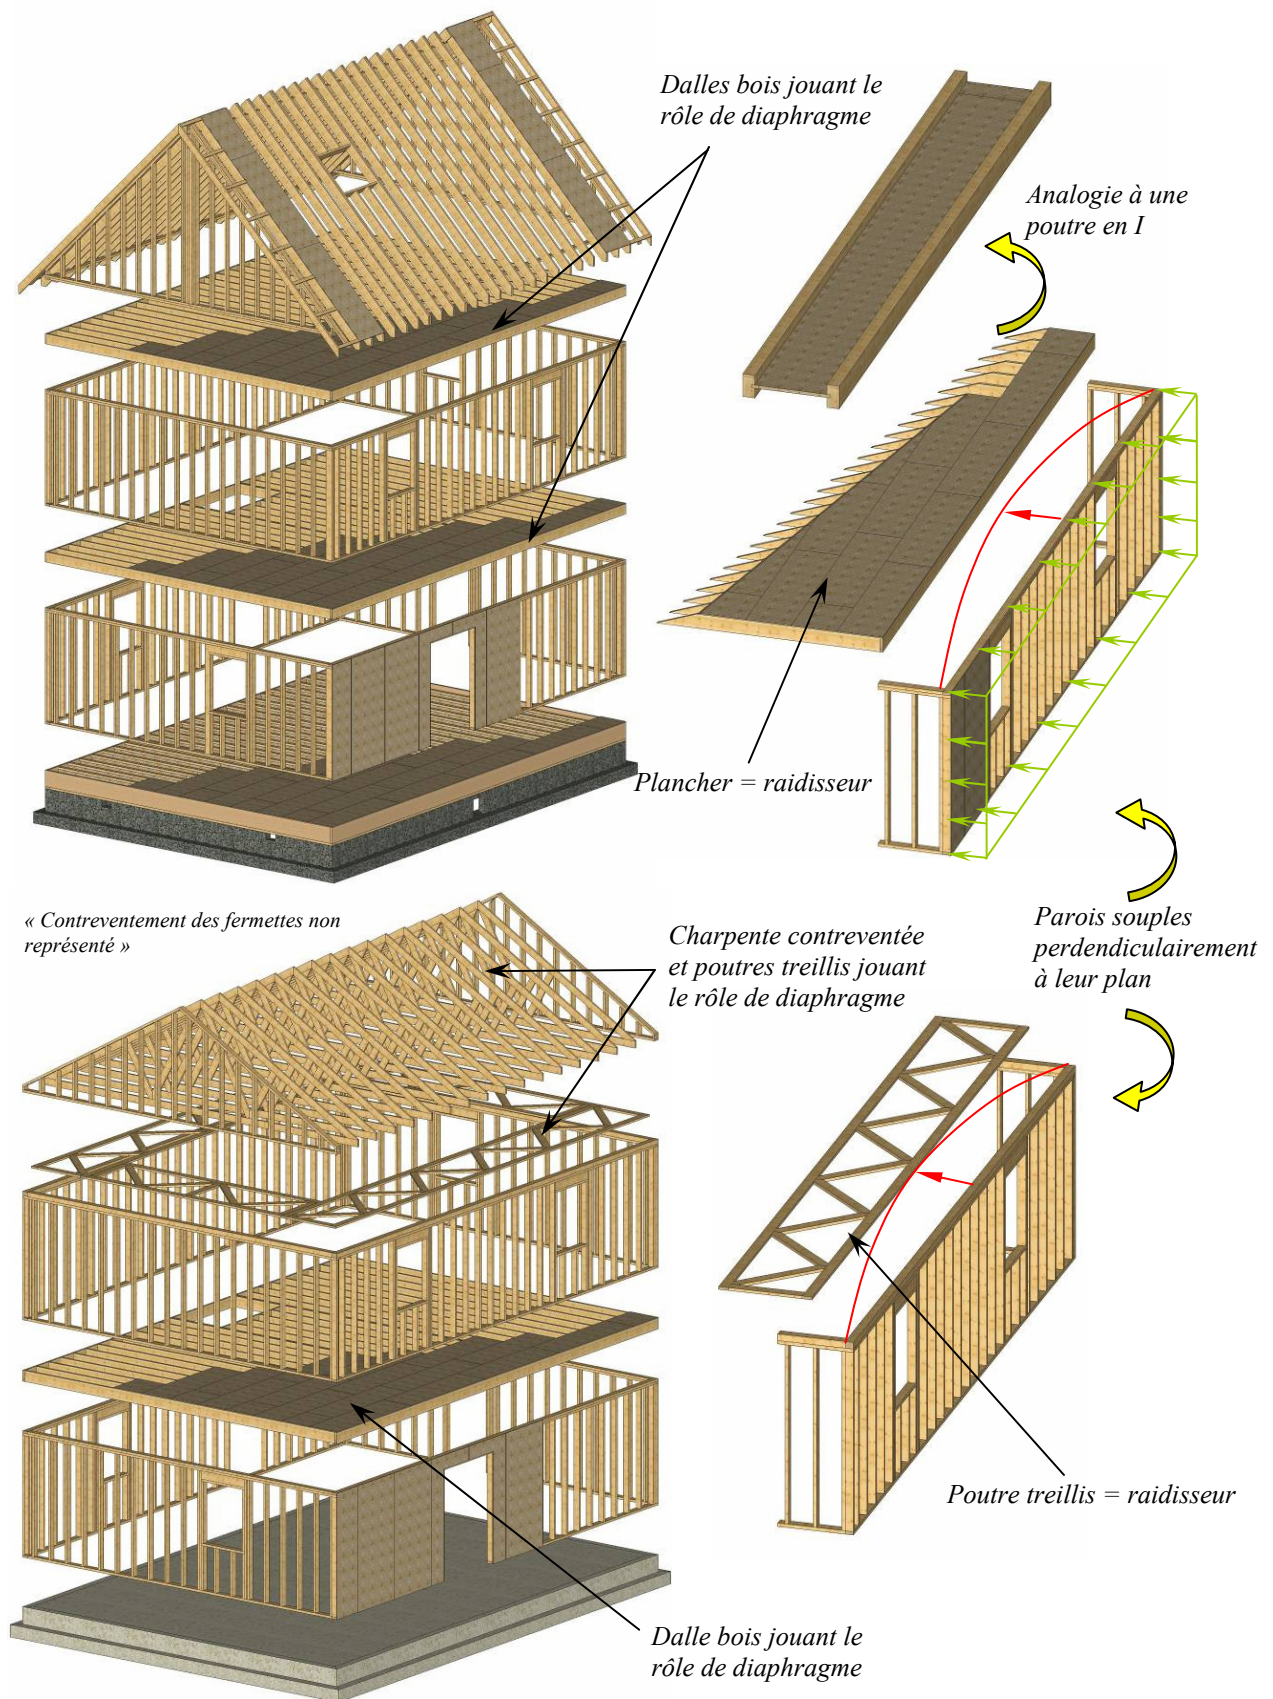 Dalles bois jouant le
rôle de diaphragme
Analogie à une
poutre en I
Plancher = raidisseur
« Contreventement des fermettes non
représenté »
Charpente contreventée
et poutres treillis jouant
le rôle de diaphragme
Parois souples
perdendiculairement
à leur plan
Poutre treillis = raidisseur
Dalle bois jouant le
rôle de diaphragme